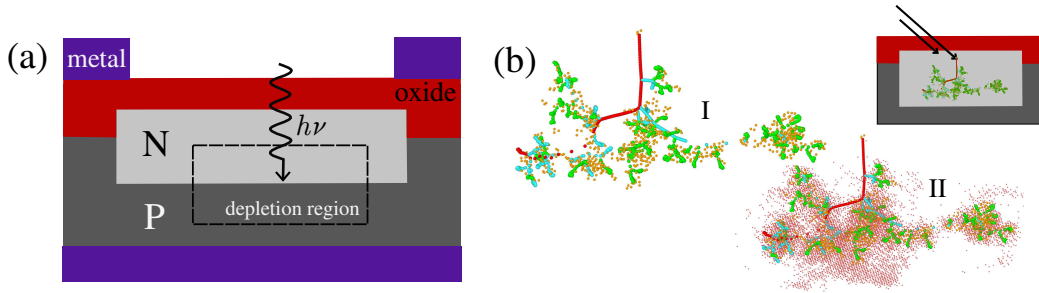 (a)
metal
oxide
hν
N
P
depletion region
(b)
I
II